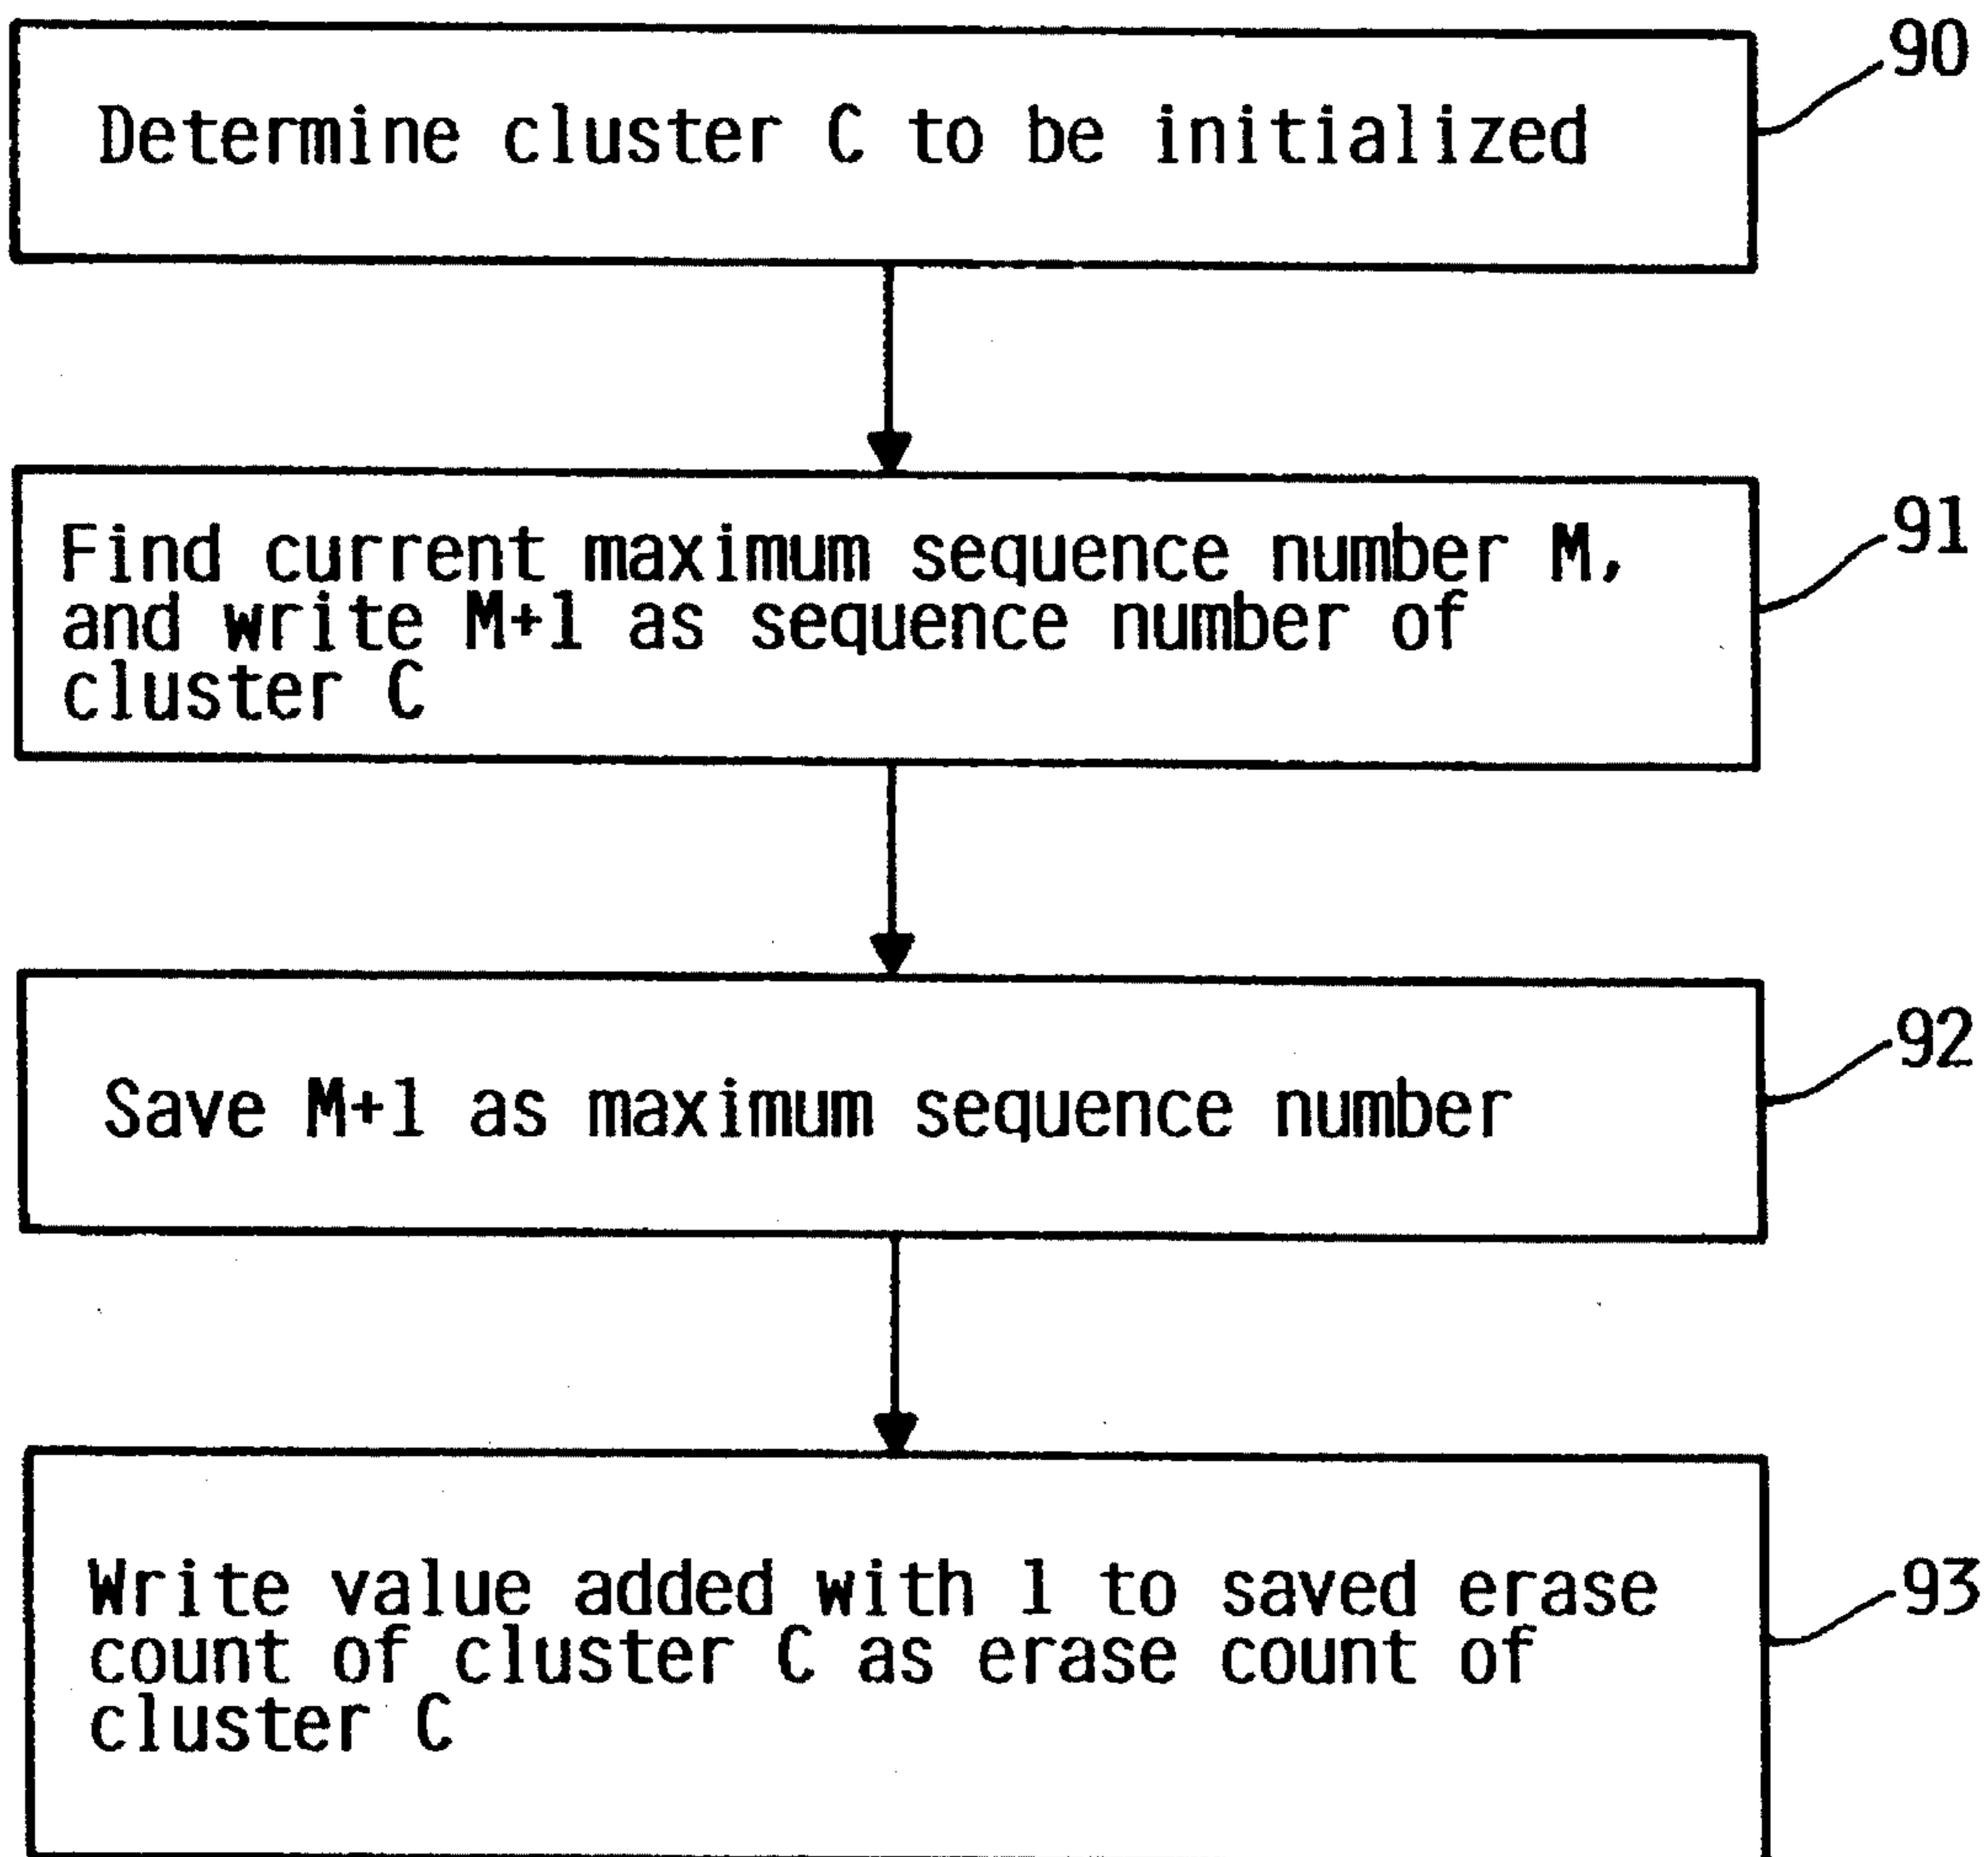 90
Determine cluster C to be initialized
91
Find current maximum sequence number M,
and write M+1 as sequence number of
cluster C
92
Save M+1 as maximum sequence number
93
Write value added with 1 to saved erase
count of cluster C as erase count of
cluster C